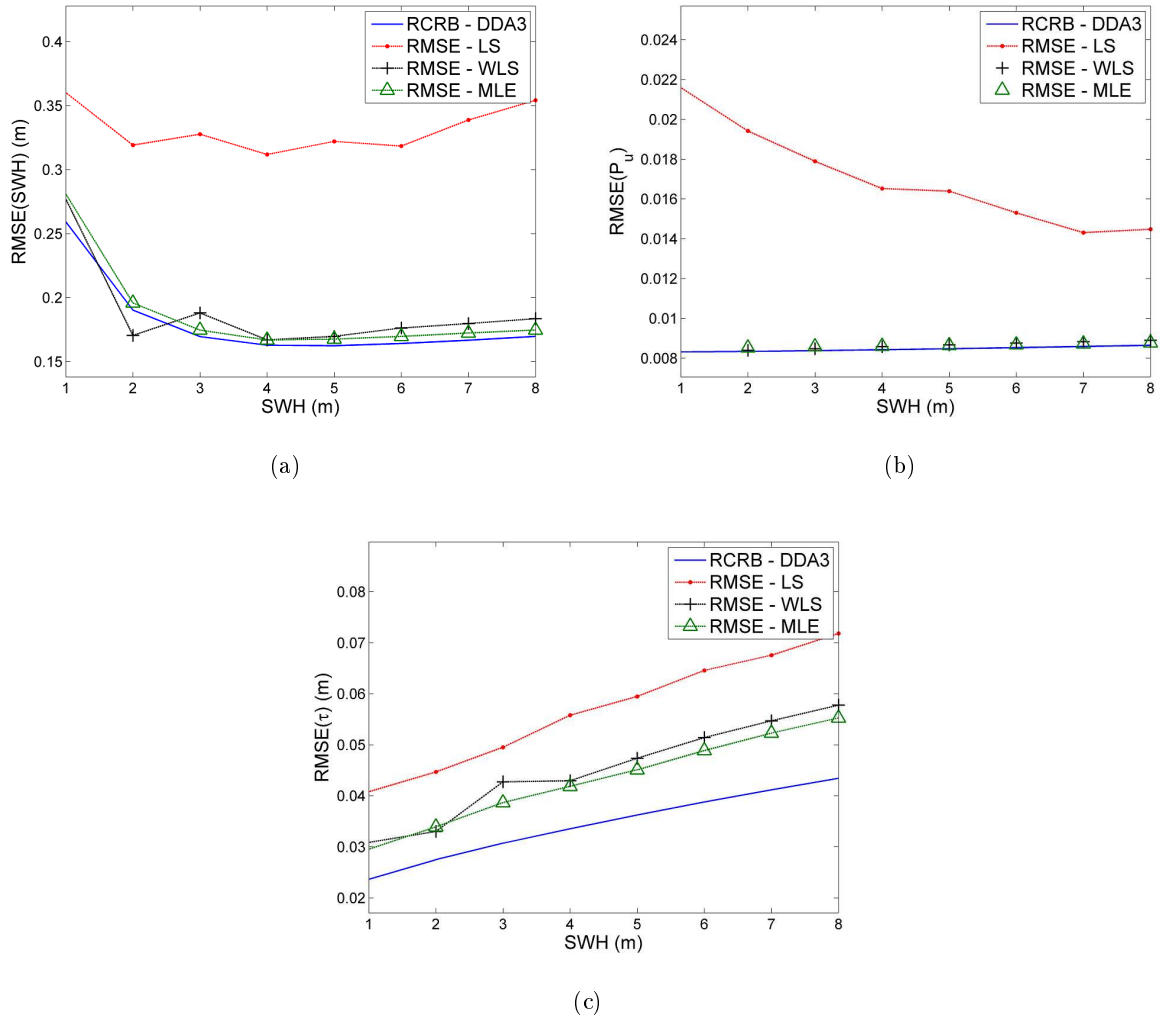 RMSE(SWH) (m)
0.4
0.35
0.3
0.25
0.2
0.15
1 2 3 4 5 6 7 8
SWH (m)
RCRB - DDA3
RMSE - LS
RMSE - WLS
RMSE - MLE
(a)
RMSE(P_u)
0.024
0.022
0.02
0.018
0.016
0.014
0.012
0.01
0.008
1 2 3 4 5 6 7 8
SWH (m)
RCRB - DDA3
RMSE - LS
RMSE - WLS
RMSE - MLE
(b)
RMSE(τ) (m)
0.08
0.07
0.06
0.05
0.04
0.03
0.02
1 2 3 4 5 6 7 8
SWH (m)
RCRB - DDA3
RMSE - LS
RMSE - WLS
RMSE - MLE
(c)